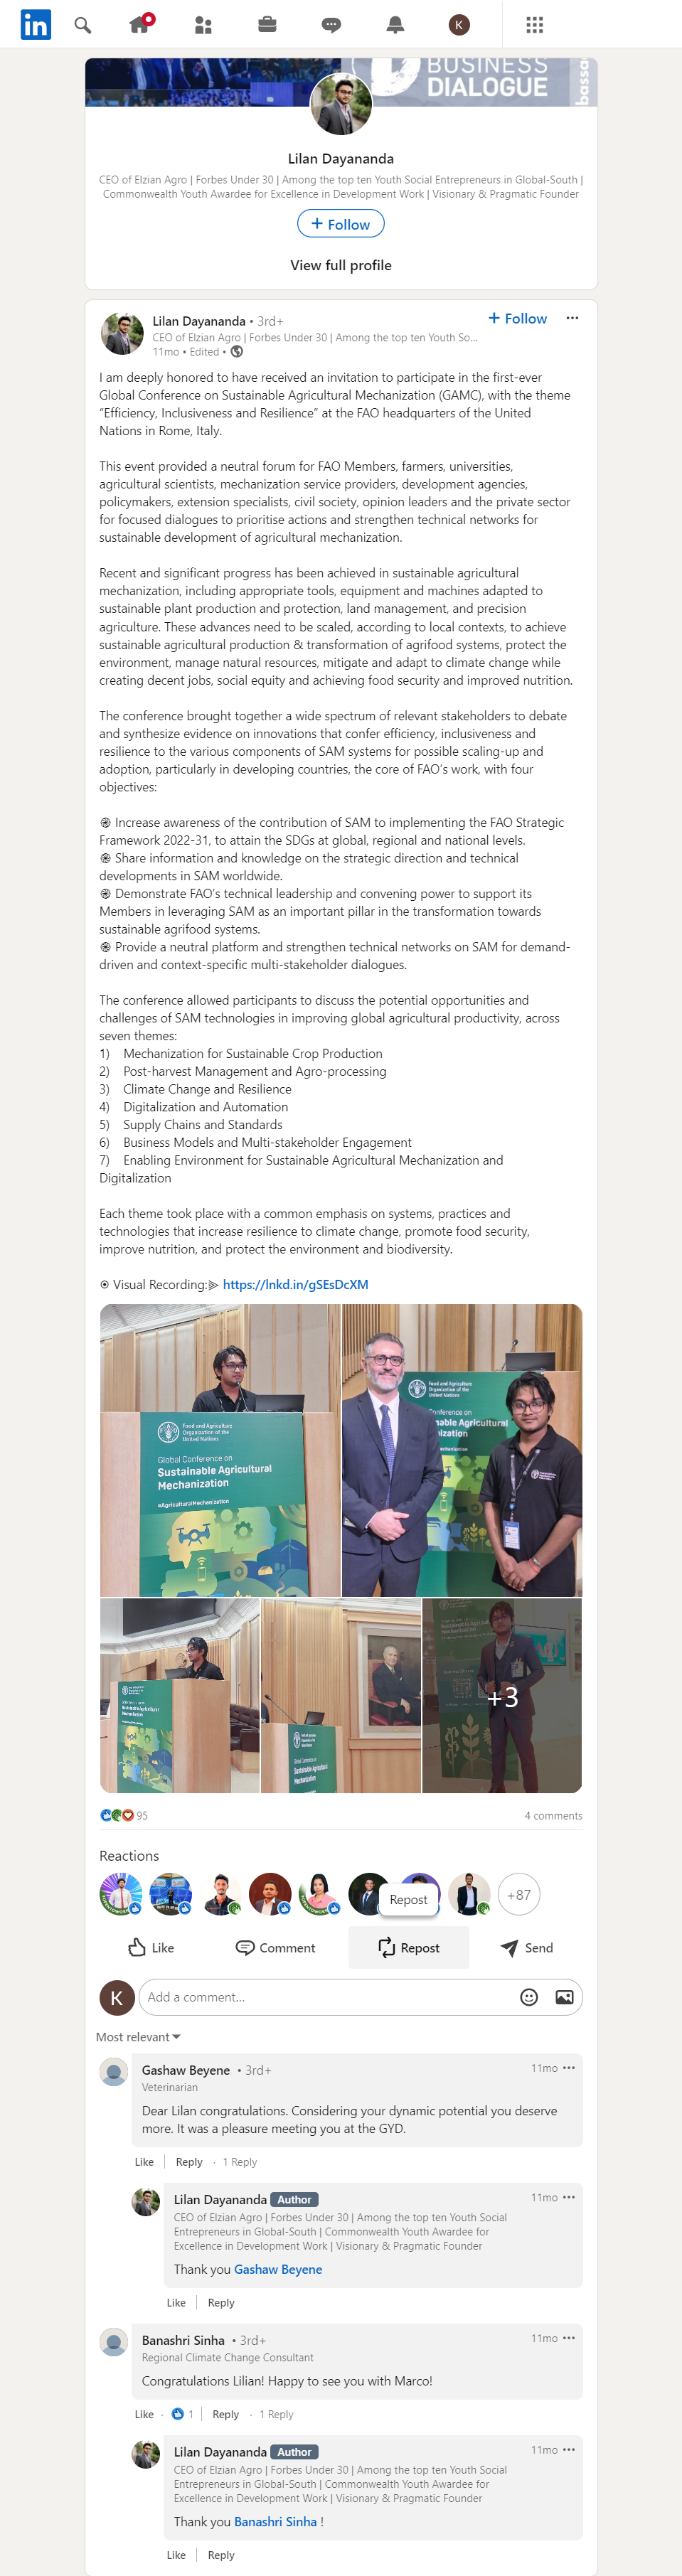 in
K
BUSINESS
DIALOGUE
bassa
Lilan Dayananda
CEO of Elzian Agro | Forbes Under 30 | Among the top ten Youth Social Entrepreneurs in Global-South |
Commonwealth Youth Awardee for Excellence in Development Work | Visionary & Pragmatic Founder
+ Follow
View full profile
Lilan Dayananda • 3rd+
+ Follow ···
CEO of Elzian Agro | Forbes Under 30 | Among the top ten Youth So...
11mo • Edited •
I am deeply honored to have received an invitation to participate in the first-ever
Global Conference on Sustainable Agricultural Mechanization (GAMC), with the theme
“Efficiency, Inclusiveness and Resilience” at the FAO headquarters of the United
Nations in Rome, Italy.
This event provided a neutral forum for FAO Members, farmers, universities,
agricultural scientists, mechanization service providers, development agencies,
policymakers, extension specialists, civil society, opinion leaders and the private sector
for focused dialogues to prioritise actions and strengthen technical networks for
sustainable development of agricultural mechanization.
Recent and significant progress has been achieved in sustainable agricultural
mechanization, including appropriate tools, equipment and machines adapted to
sustainable plant production and protection, land management, and precision
agriculture. These advances need to be scaled, according to local contexts, to achieve
sustainable agricultural production & transformation of agrifood systems, protect the
environment, manage natural resources, mitigate and adapt to climate change while
creating decent jobs, social equity and achieving food security and improved nutrition.
The conference brought together a wide spectrum of relevant stakeholders to debate
and synthesize evidence on innovations that confer efficiency, inclusiveness and
resilience to the various components of SAM systems for possible scaling-up and
adoption, particularly in developing countries, the core of FAO’s work, with four
objectives:
֎ Increase awareness of the contribution of SAM to implementing the FAO Strategic
Framework 2022-31, to attain the SDGs at global, regional and national levels.
֎ Share information and knowledge on the strategic direction and technical
developments in SAM worldwide.
֎ Demonstrate FAO’s technical leadership and convening power to support its
Members in leveraging SAM as an important pillar in the transformation towards
sustainable agrifood systems.
֎ Provide a neutral platform and strengthen technical networks on SAM for demand-
driven and context-specific multi-stakeholder dialogues.
The conference allowed participants to discuss the potential opportunities and
challenges of SAM technologies in improving global agricultural productivity, across
seven themes:
1) Mechanization for Sustainable Crop Production
2) Post-harvest Management and Agro-processing
3) Climate Change and Resilience
4) Digitalization and Automation
5) Supply Chains and Standards
6) Business Models and Multi-stakeholder Engagement
7) Enabling Environment for Sustainable Agricultural Mechanization and
Digitalization
Each theme took place with a common emphasis on systems, practices and
technologies that increase resilience to climate change, promote food security,
improve nutrition, and protect the environment and biodiversity.
⦿ Visual Recording:⩥ https://lnkd.in/gSEsDcXM
Food and Agriculture
Organization of the
United Nations
Global Conference on
Sustainable Agricultural
Mechanization
#AgriculturalMechanization
Food and Agriculture
Organization of the
United Nations
Conference on
nable Agricultural
ization
Sustainable Agricultural
Mechanization
+3
95
4 comments
Reactions
+87
Repost
Like
Comment
Repost
Send
K
Add a comment...
Most relevant
Gashaw Beyene • 3rd+
11mo ···
Veterinarian
Dear Lilan congratulations. Considering your dynamic potential you deserve
more. It was a pleasure meeting you at the GYD.
Like | Reply · 1 Reply
Lilan Dayananda Author
11mo ···
CEO of Elzian Agro | Forbes Under 30 | Among the top ten Youth Social
Entrepreneurs in Global-South | Commonwealth Youth Awardee for
Excellence in Development Work | Visionary & Pragmatic Founder
Thank you Gashaw Beyene
Like | Reply
Banashri Sinha • 3rd+
11mo ···
Regional Climate Change Consultant
Congratulations Lilian! Happy to see you with Marco!
Like · 1 | Reply · 1 Reply
Lilan Dayananda Author
11mo ···
CEO of Elzian Agro | Forbes Under 30 | Among the top ten Youth Social
Entrepreneurs in Global-South | Commonwealth Youth Awardee for
Excellence in Development Work | Visionary & Pragmatic Founder
Thank you Banashri Sinha !
Like | Reply